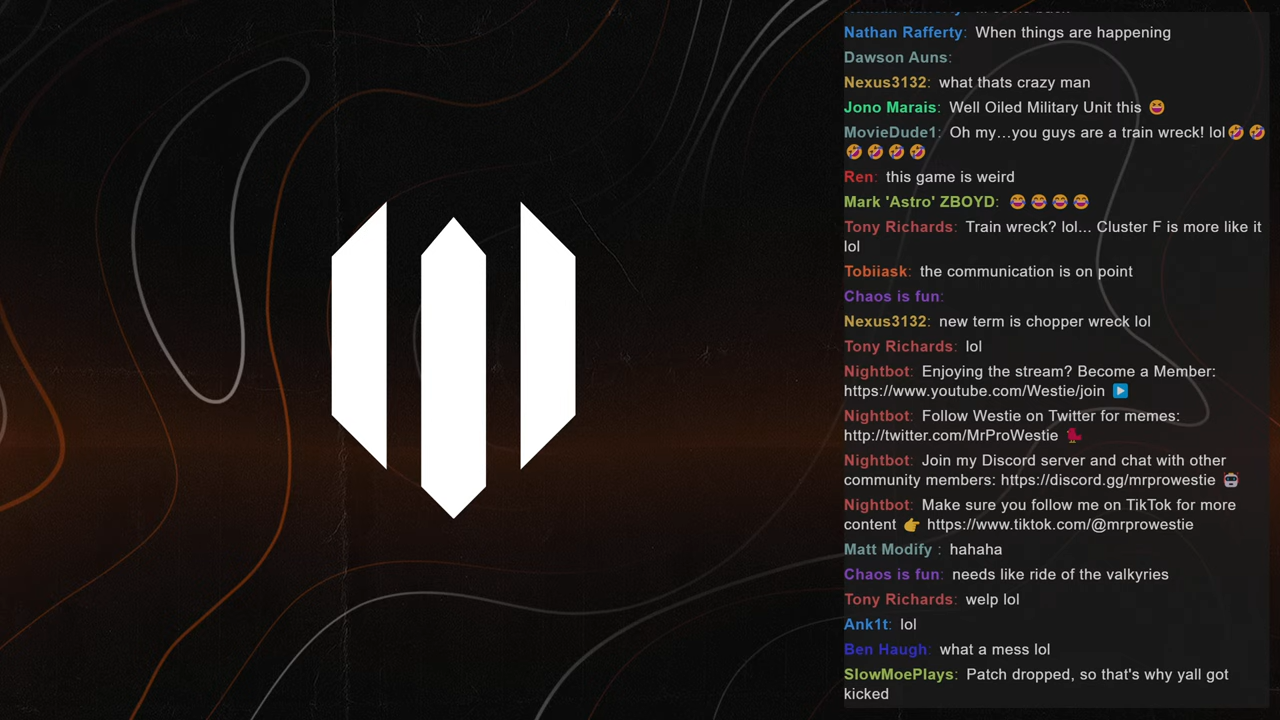 Nathan Rafferty: When things are happening
Dawson Auns:
Nexus3132: what thats crazy man
Jono Marais: Well Oiled Military Unit this 😆
MovieDude1: Oh my...you guys are a train wreck! lol🤣 🤣
🤣 🤣 🤣 🤣
Ren: this game is weird
Mark 'Astro' ZBOYD: 😂 😂 😂 😂
Tony Richards: Train wreck? lol... Cluster F is more like it
lol
Tobiiask: the communication is on point
Chaos is fun:
Nexus3132: new term is chopper wreck lol
Tony Richards: lol
Nightbot: Enjoying the stream? Become a Member:
https://www.youtube.com/Westie/join ▶️
Nightbot: Follow Westie on Twitter for memes:
http://twitter.com/MrProWestie 🐦
Nightbot: Join my Discord server and chat with other
community members: https://discord.gg/mrprowestie 🤖
Nightbot: Make sure you follow me on TikTok for more
content 👉 https://www.tiktok.com/@mrprowestie
Matt Modify : hahaha
Chaos is fun: needs like ride of the valkyries
Tony Richards: welp lol
Ank1t: lol
Ben Haugh: what a mess lol
SlowMoePlays: Patch dropped, so that's why yall got
kicked